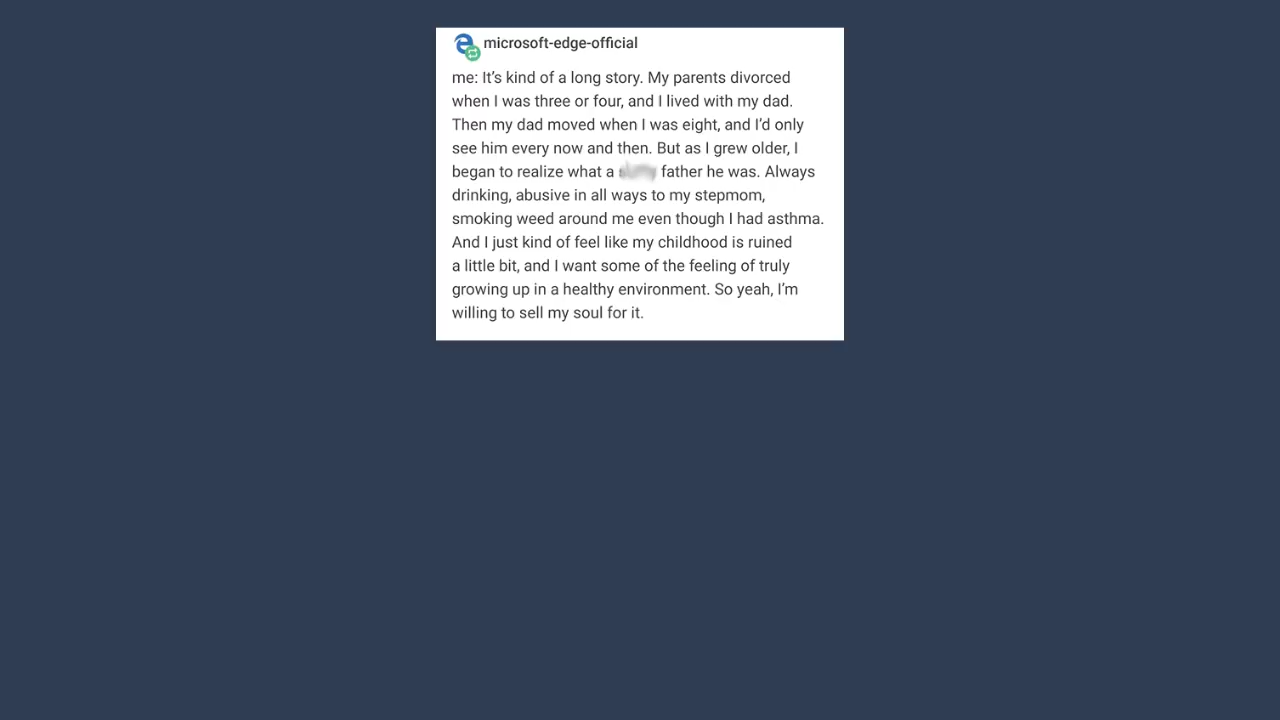 microsoft-edge-official
me: It's kind of a long story. My parents divorced
when I was three or four, and I lived with my dad.
Then my dad moved when I was eight, and I'd only
see him every now and then. But as I grew older, I
began to realize what a father he was. Always
drinking, abusive in all ways to my stepmom,
smoking weed around me even though I had asthma.
And I just kind of feel like my childhood is ruined
a little bit, and I want some of the feeling of truly
growing up in a healthy environment. So yeah, I'm
willing to sell my soul for it.